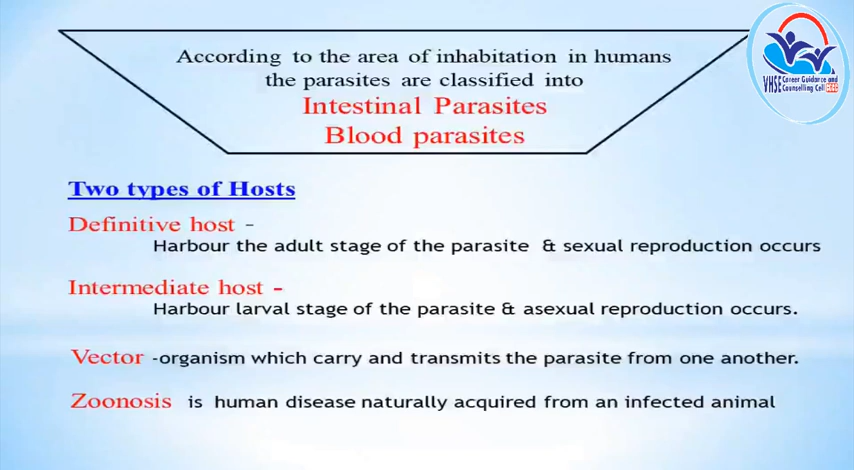 According to the area of inhabitation in humans
the parasites are classified into
Intestinal Parasites
Blood parasites
VHSE Career Guidance and
Counselling Cell
Two types of Hosts
Definitive host -
Harbour the adult stage of the parasite & sexual reproduction occurs
Intermediate host -
Harbour larval stage of the parasite & asexual reproduction occurs.
Vector -organism which carry and transmits the parasite from one another.
Zoonosis is human disease naturally acquired from an infected animal